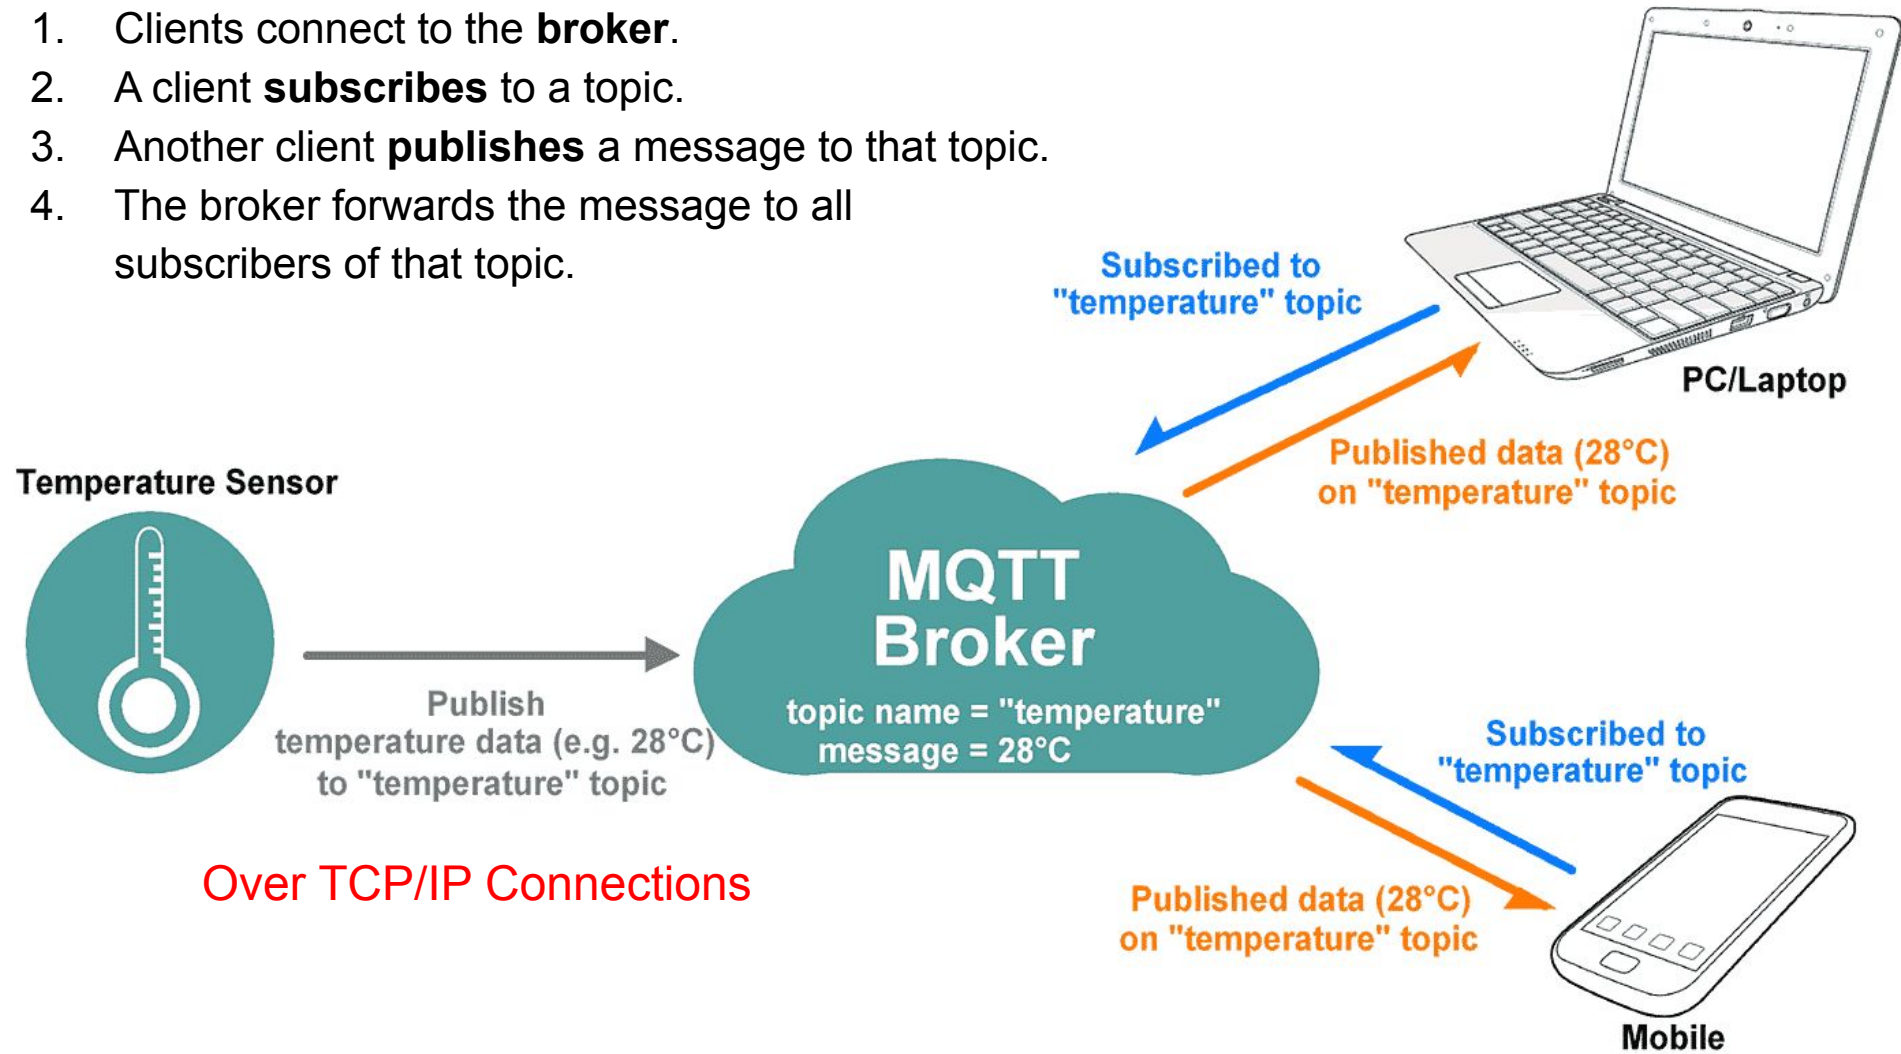 1. Clients connect to the broker.
2. A client subscribes to a topic.
3. Another client publishes a message to that topic.
4. The broker forwards the message to all
subscribers of that topic.
Subscribed to
"temperature" topic
PC/Laptop
Published data (28°C)
on "temperature" topic
Temperature Sensor
MQTT
Broker
topic name = "temperature"
message = 28°C
Publish
temperature data (e.g. 28°C)
to "temperature" topic
Subscribed to
"temperature" topic
Over TCP/IP Connections
Published data (28°C)
on "temperature" topic
Mobile